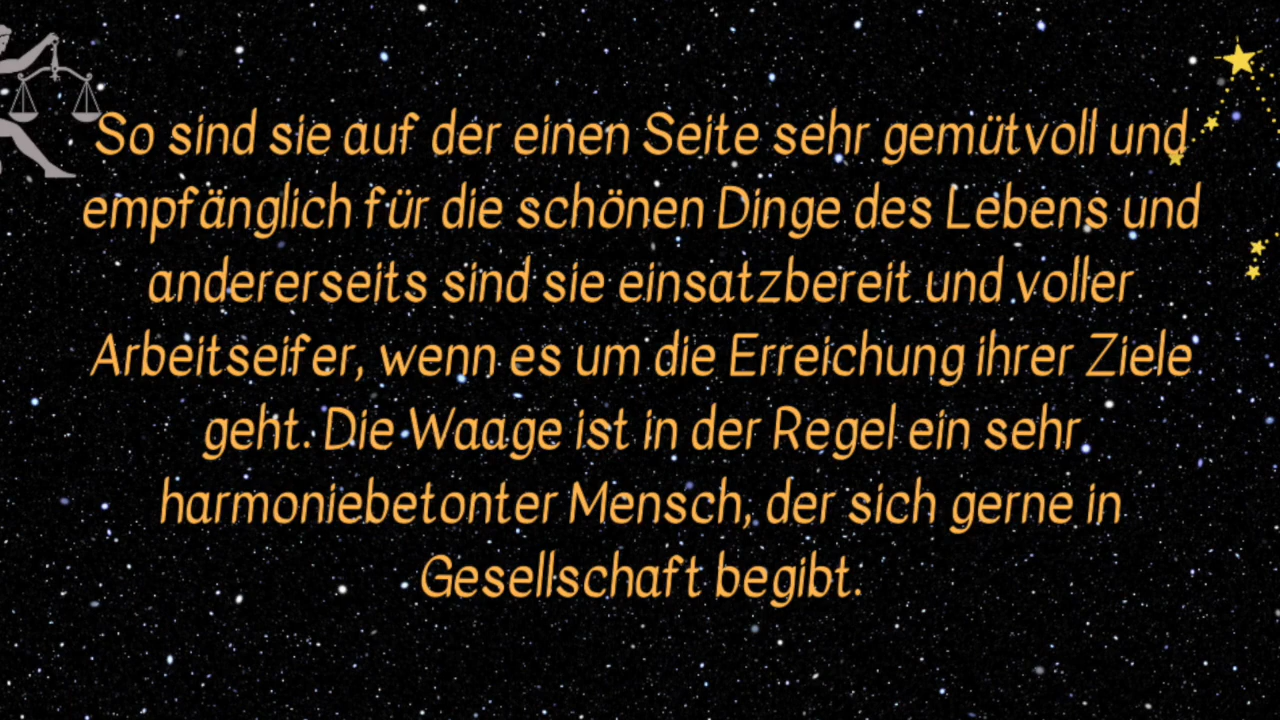 So sind sie auf der einen Seite sehr gemütvoll und
empfänglich für die schönen Dinge des Lebens und
andererseits sind sie einsatzbereit und voller
Arbeitseifer, wenn es um die Erreichung ihrer Ziele
geht. Die Waage ist in der Regel ein sehr
harmoniebetonter Mensch, der sich gerne in
Gesellschaft begibt.